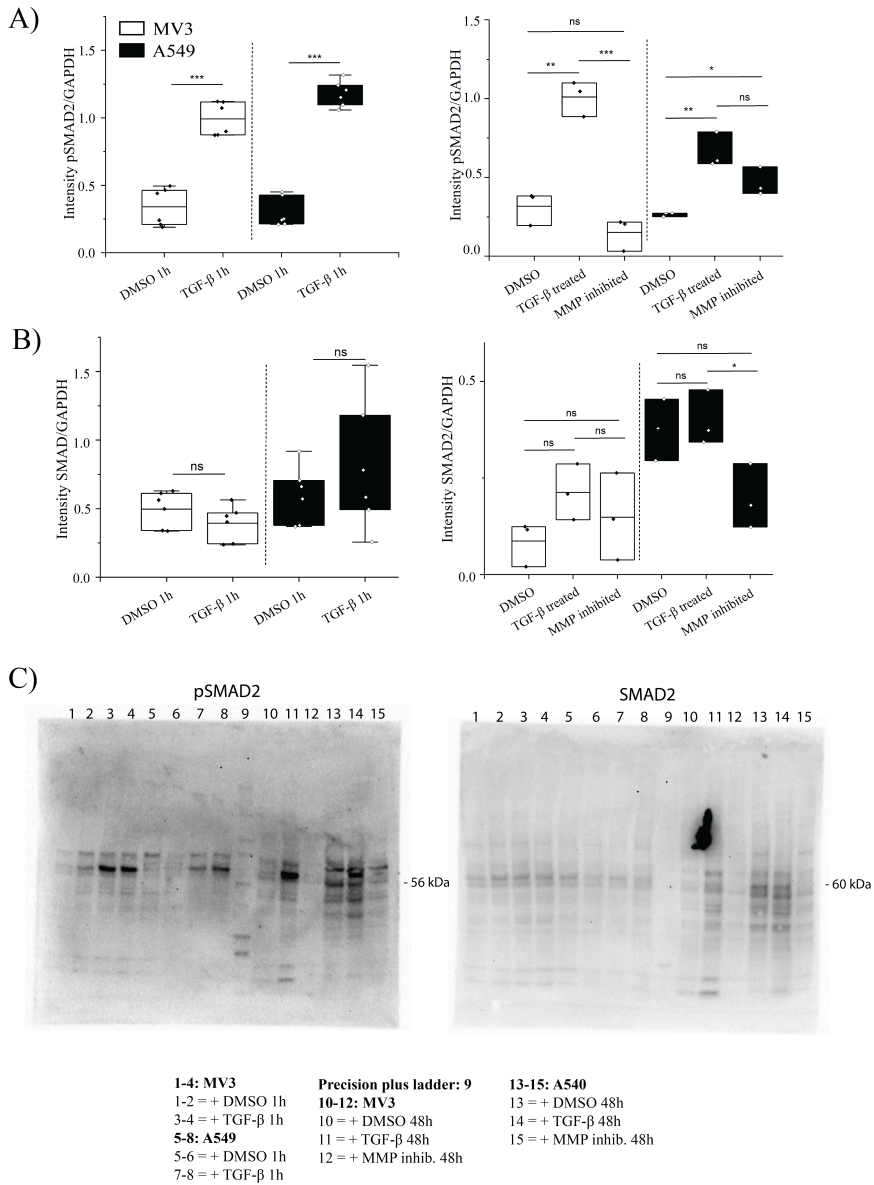 A)
MV3
A549
Intensity pSMAD2/GAPDH
1.5
1.0
0.5
0.0
***
***
DMSO 1h
TGF-β 1h
DMSO 1h
TGF-β 1h
Intensity pSMAD2/GAPDH
1.5
1.0
0.5
0.0
ns
**
***
*
**
ns
DMSO
TGF-β treated
MMP inhibited
DMSO
TGF-β treated
MMP inhibited
B)
Intensity SMAD/GAPDH
1.5
1.0
0.5
0.0
ns
ns
DMSO 1h
TGF-β 1h
DMSO 1h
TGF-β 1h
Intensity SMAD2/GAPDH
0.5
0.0
ns
ns
ns
ns
ns
*
DMSO
TGF-β treated
MMP inhibited
DMSO
TGF-β treated
MMP inhibited
C)
pSMAD2
1 2 3 4 5 6 7 8 9 10 11 12 13 14 15
- 56 kDa
SMAD2
1 2 3 4 5 6 7 8 9 10 11 12 13 14 15
- 60 kDa
1-4: MV3
1-2 = + DMSO 1h
3-4 = + TGF-β 1h
5-8: A549
5-6 = + DMSO 1h
7-8 = + TGF-β 1h
Precision plus ladder: 9
10-12: MV3
10 = + DMSO 48h
11 = + TGF-β 48h
12 = + MMP inhib. 48h
13-15: A540
13 = + DMSO 48h
14 = + TGF-β 48h
15 = + MMP inhib. 48h